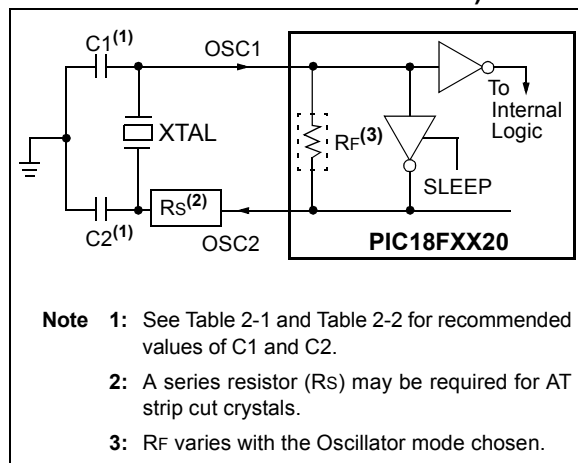 C1(1)
OSC1
To
Internal
Logic
XTAL
RF(3)
SLEEP
RS(2)
C2(1)
OSC2
PIC18FXX20
Note 1: See Table 2-1 and Table 2-2 for recommended
values of C1 and C2.
2: A series resistor (RS) may be required for AT
strip cut crystals.
3: RF varies with the Oscillator mode chosen.